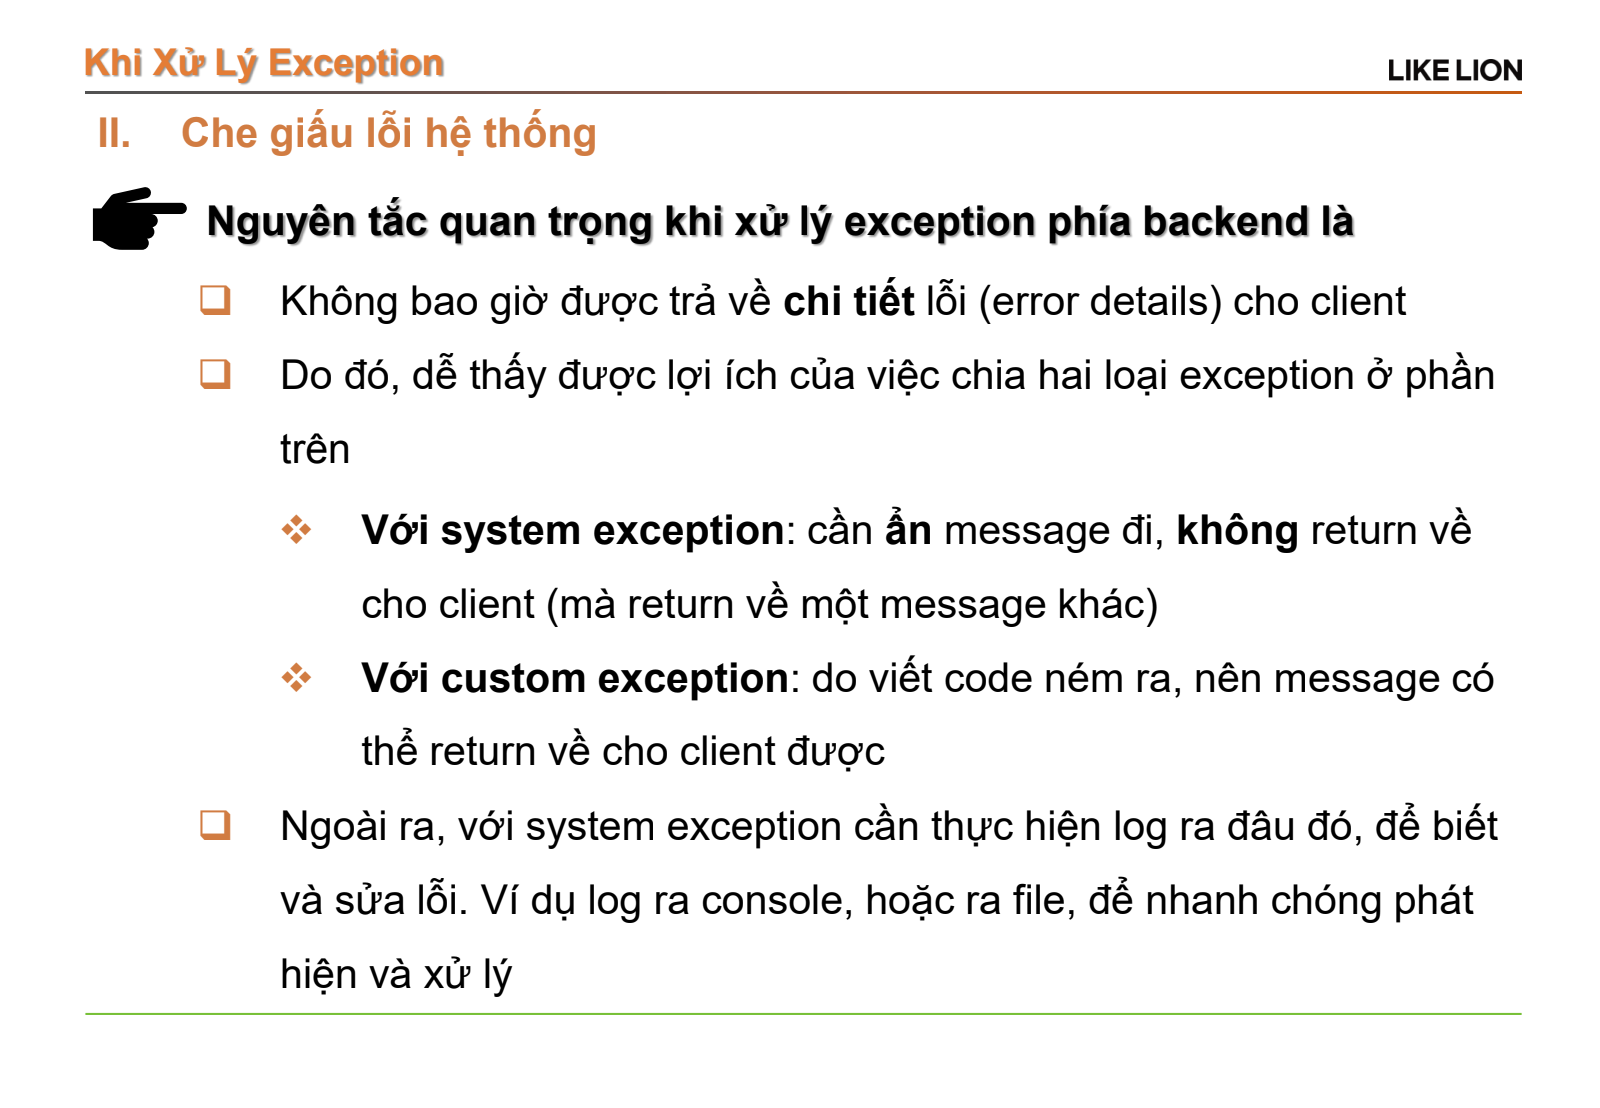 Khi Xử Lý Exception
LIKE LION
II. Che giấu lỗi hệ thống
Nguyên tắc quan trọng khi xử lý exception phía backend là
Không bao giờ được trả về chi tiết lỗi (error details) cho client
Do đó, dễ thấy được lợi ích của việc chia hai loại exception ở phần
trên
Với system exception: cần ẩn message đi, không return về
cho client (mà return về một message khác)
Với custom exception: do viết code ném ra, nên message có
thể return về cho client được
Ngoài ra, với system exception cần thực hiện log ra đâu đó, để biết
và sửa lỗi. Ví dụ log ra console, hoặc ra file, để nhanh chóng phát
hiện và xử lý